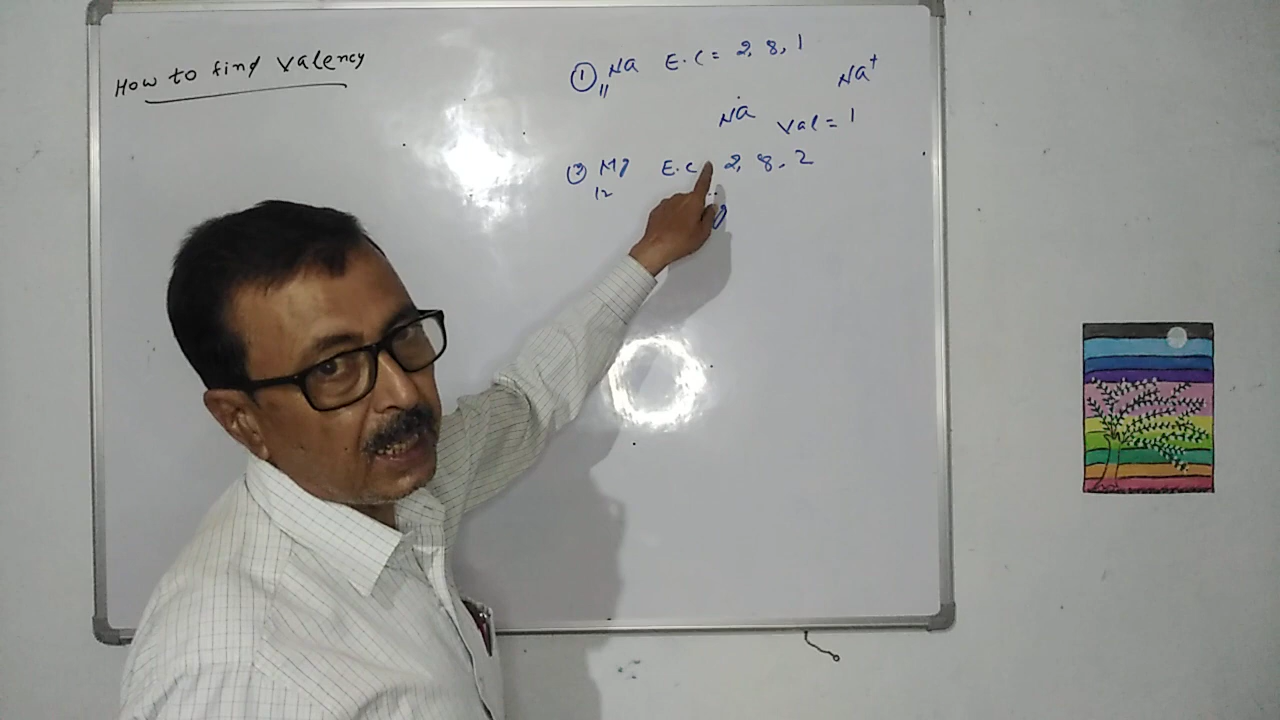 How to find Valency
① 11Na E.C = 2, 8, 1
Na+
Na Val = 1
② 12Mg E.C 2, 8, 2